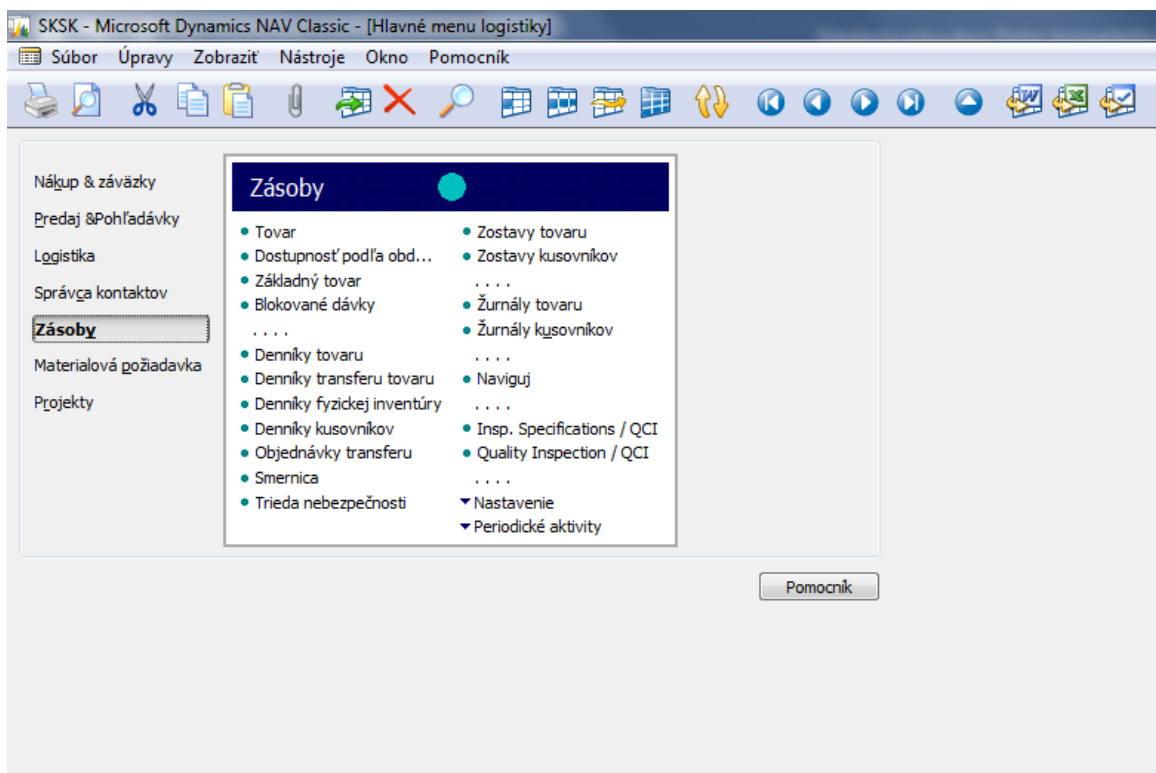 SKSK - Microsoft Dynamics NAV Classic - [Hlavné menu logistiky]
Súbor Úpravy Zobraziť Nástroje Okno Pomocník
Nákup & záväzky
Predaj &Pohľadávky
Logistika
Správca kontaktov
Zásoby
Materialová požiadavka
Projekty
Zásoby
Tovar
Dostupnosť podľa obd...
Základný tovar
Blokované dávky
. . . .
Denníky tovaru
Denníky transferu tovaru
Denníky fyzickej inventúry
Denníky kusovníkov
Objednávky transferu
Smernica
Trieda nebezpečnosti
Zostavy tovaru
Zostavy kusovníkov
. . . .
Žurnály tovaru
Žurnály kusovníkov
. . . .
Naviguj
. . . .
Insp. Specifications / QCI
Quality Inspection / QCI
. . . .
Nastavenie
Periodické aktivity
Pomocník